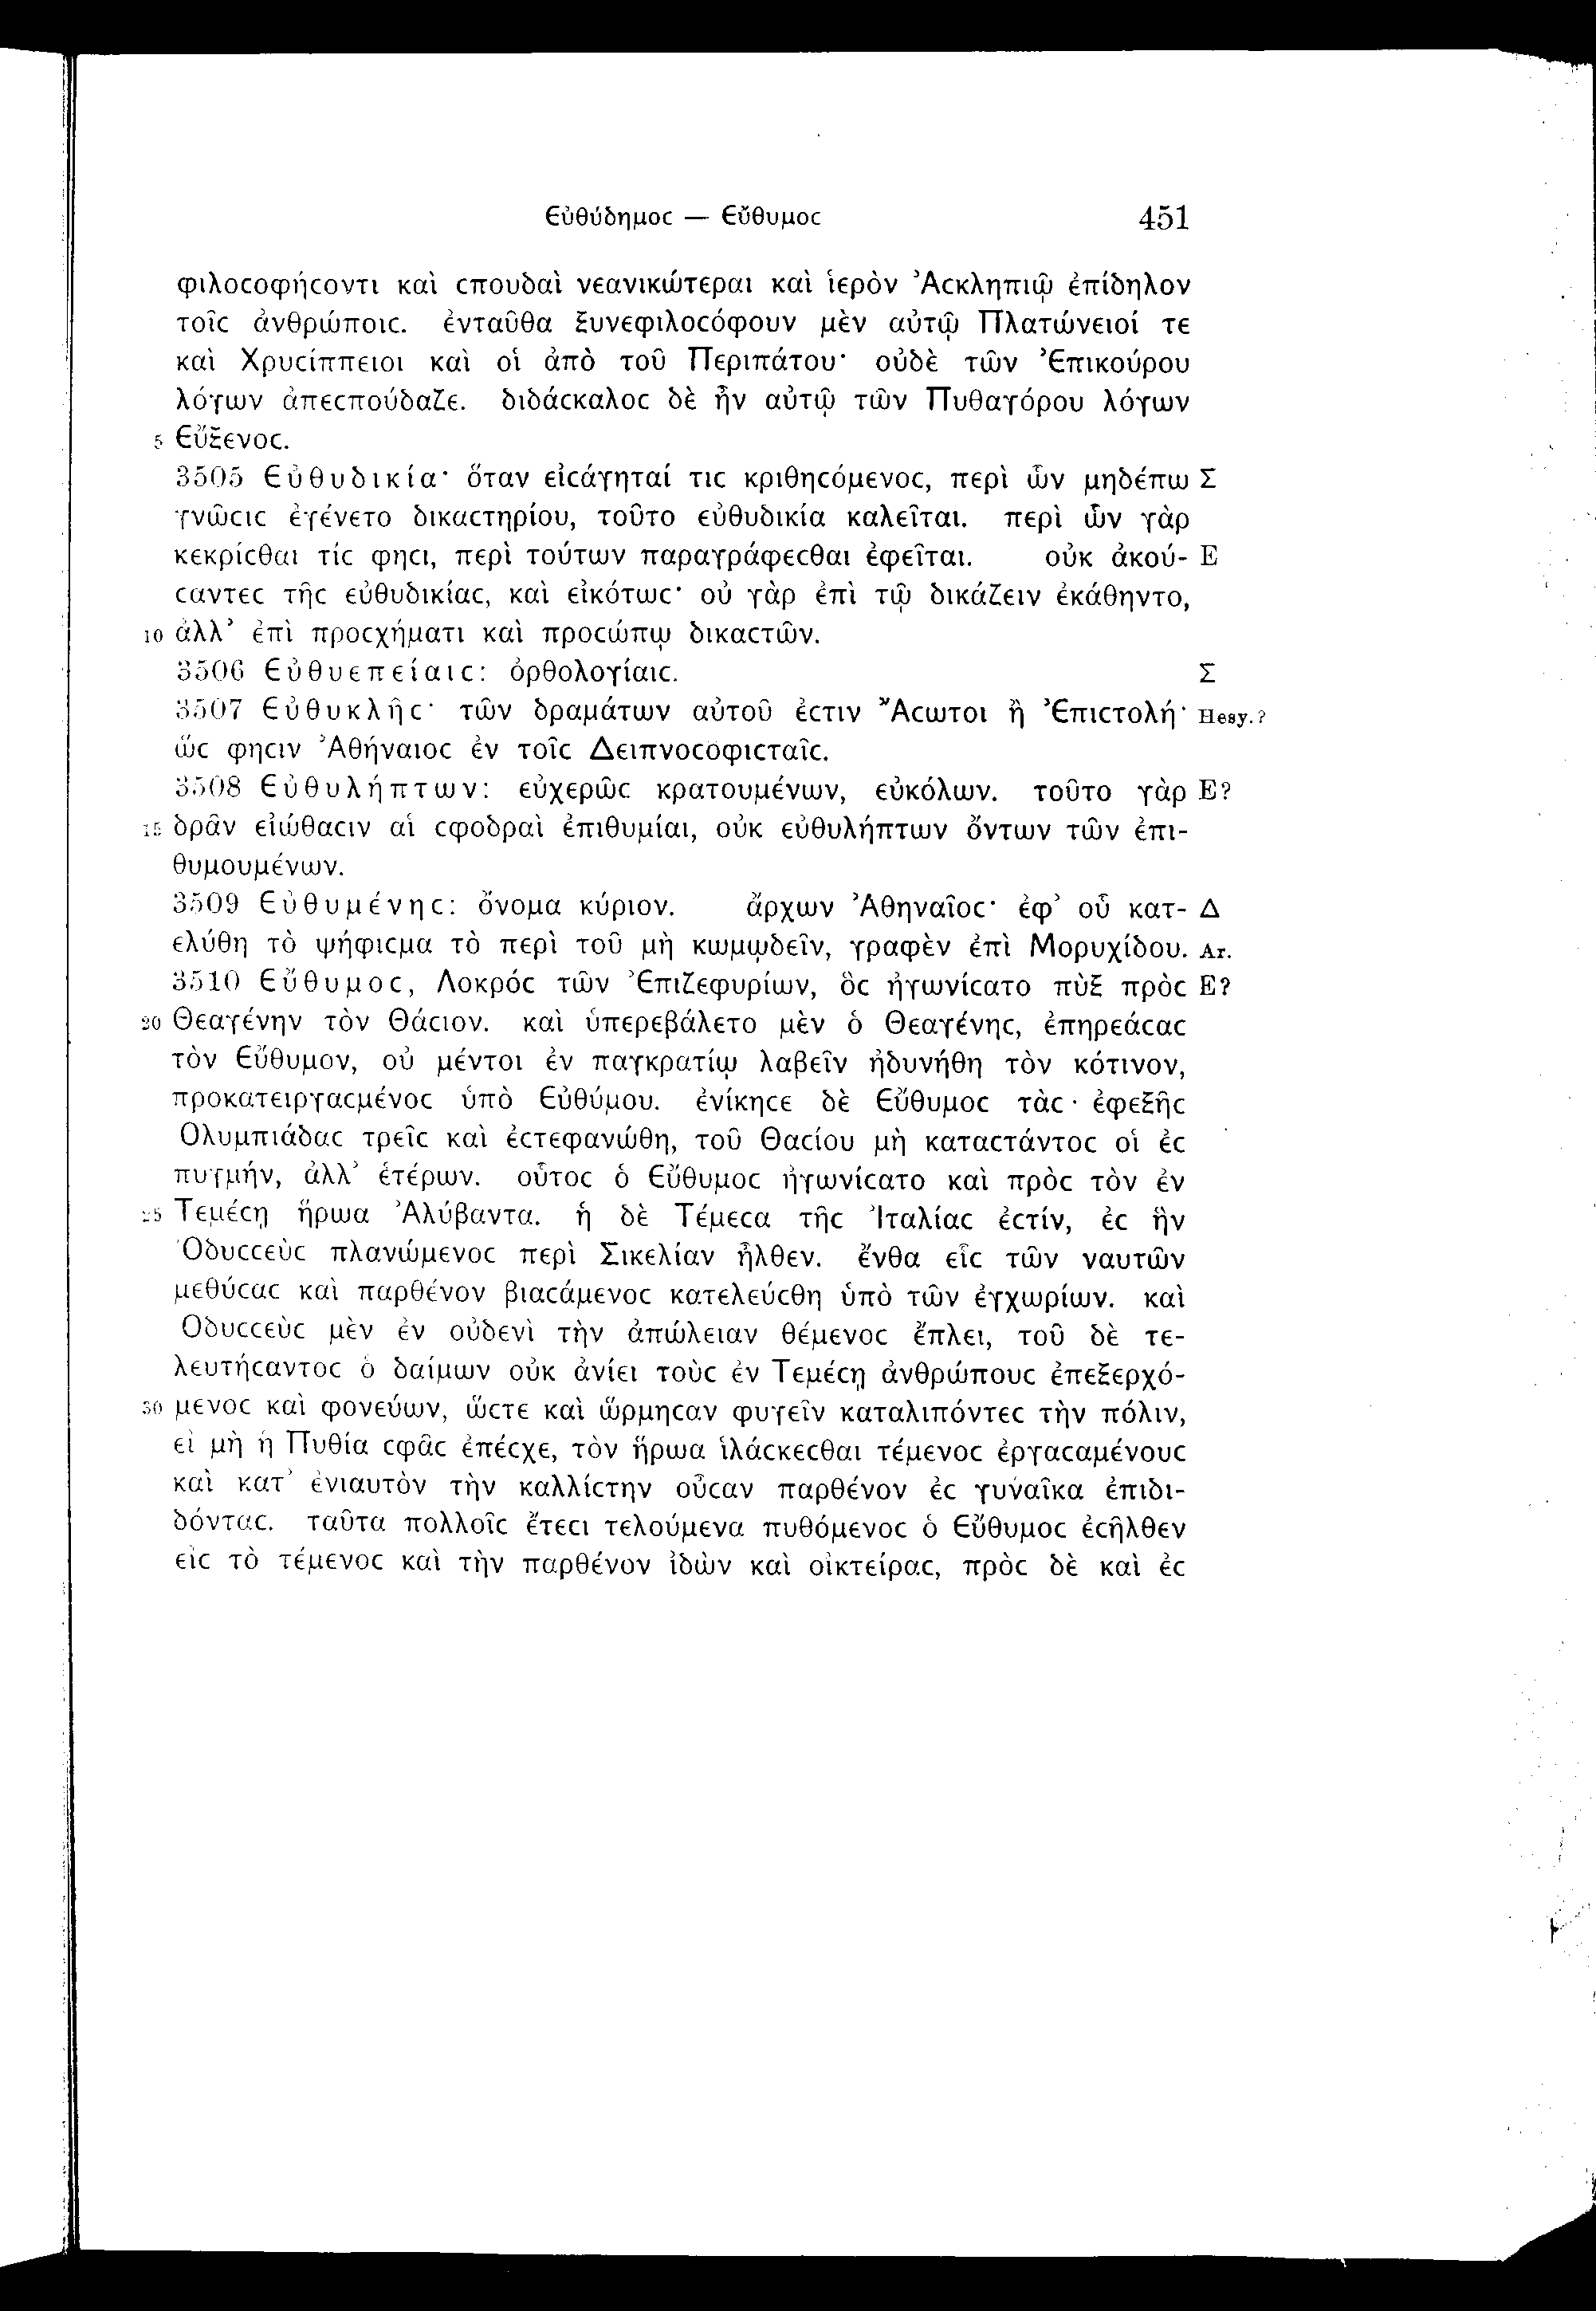 Εὐθύδημοϲ — Εὔθυμοϲ 451
φιλοϲοφήϲοντι καὶ ϲπουδαὶ νεανικώτεραι καὶ ἱερὸν Ἀϲκληπιῷ ἐπίδηλον
τοῖϲ ἀνθρώποιϲ. ἐνταῦθα ξυνεφιλοϲόφουν μὲν αὐτῷ Πλατώνειοί τε
καὶ Χρυϲίππειοι καὶ οἱ ἀπὸ τοῦ Περιπάτου· οὐδὲ τῶν Ἐπικούρου
λόγων ἀπεϲπούδαζε. διδάϲκαλοϲ δὲ ἦν αὐτῷ τῶν Πυθαγόρου λόγων
5 Εὔξενοϲ.
3505 Εὐθυδικία· ὅταν εἰϲάγηταί τιϲ κριθηϲόμενοϲ, περὶ ὧν μηδέπω Σ
γνῶϲιϲ ἐγένετο δικαϲτηρίου, τοῦτο εὐθυδικία καλεῖται. περὶ ὧν γὰρ
κεκρίϲθαι τίϲ φηϲι, περὶ τούτων παραγράφεϲθαι ἐφεῖται. οὐκ ἀκού- E
ϲαντεϲ τῆϲ εὐθυδικίαϲ, καὶ εἰκότωϲ· οὐ γὰρ ἐπὶ τῷ δικάζειν ἐκάθηντο,
10 ἀλλ’ ἐπὶ προϲχήματι καὶ προϲώπῳ δικαϲτῶν.
3506 Εὐθυεπείαιϲ: ὀρθολογίαιϲ. Σ
3507 Εὐθυκλῆϲ· τῶν δραμάτων αὐτοῦ ἐϲτιν Ἄϲωτοι ἢ Ἐπιϲτολή· Hesy.?
ὥϲ φηϲιν Ἀθήναιοϲ ἐν τοῖϲ Δειπνοϲοφιϲταῖϲ.
3508 Εὐθυλήπτων: εὐχερῶϲ κρατουμένων, εὐκόλων. τοῦτο γὰρ E?
15 δρᾶν εἰώθαϲιν αἱ ϲφοδραὶ ἐπιθυμίαι, οὐκ εὐθυλήπτων ὄντων τῶν ἐπι-
θυμουμένων.
3509 Εὐθυμένηϲ: ὄνομα κύριον. ἄρχων Ἀθηναῖοϲ· ἐφ’ οὗ κατ- Δ
ελύθη τὸ ψήφιϲμα τὸ περὶ τοῦ μὴ κωμῳδεῖν, γραφὲν ἐπὶ Μορυχίδου. Ar.
3510 Εὔθυμοϲ, Λοκρόϲ τῶν Ἐπιζεφυρίων, ὃϲ ἠγωνίϲατο πὺξ πρὸϲ E?
20 Θεαγένην τὸν Θάϲιον. καὶ ὑπερεβάλετο μὲν ὁ Θεαγένηϲ, ἐπηρεάϲαϲ
τὸν Εὔθυμον, οὐ μέντοι ἐν παγκρατίῳ λαβεῖν ἠδυνήθη τὸν κότινον,
προκατειργαϲμένοϲ ὑπὸ Εὐθύμου. ἐνίκηϲε δὲ Εὔθυμοϲ τὰϲ ἐφεξῆϲ
Ὀλυμπιάδαϲ τρεῖϲ καὶ ἐϲτεφανώθη, τοῦ Θαϲίου μὴ καταϲτάντοϲ οἱ ἐϲ
πυγμήν, ἀλλ’ ἑτέρων. οὗτοϲ ὁ Εὔθυμοϲ ἠγωνίϲατο καὶ πρὸϲ τὸν ἐν
25 Τεμέϲῃ ἥρωα Ἀλύβαντα. ἡ δὲ Τέμεϲα τῆϲ Ἰταλίαϲ ἐϲτίν, ἐϲ ἣν
Ὀδυϲϲεὺϲ πλανώμενοϲ περὶ Σικελίαν ἦλθεν. ἔνθα εἷϲ τῶν ναυτῶν
μεθύϲαϲ καὶ παρθένον βιαϲάμενοϲ κατελεύϲθη ὑπὸ τῶν ἐγχωρίων. καὶ
Ὀδυϲϲεὺϲ μὲν ἐν οὐδενὶ τὴν ἀπώλειαν θέμενοϲ ἔπλει, τοῦ δὲ τε-
λευτήϲαντοϲ ὁ δαίμων οὐκ ἀνίει τοὺϲ ἐν Τεμέϲῃ ἀνθρώπουϲ ἐπεξερχό-
30 μενοϲ καὶ φονεύων, ὥϲτε καὶ ὥρμηϲαν φυγεῖν καταλιπόντεϲ τὴν πόλιν,
εἰ μὴ ἡ Πυθία ϲφᾶϲ ἐπέϲχε, τὸν ἥρωα ἱλάϲκεϲθαι τέμενοϲ ἐργαϲαμένουϲ
καὶ κατ’ ἐνιαυτὸν τὴν καλλίϲτην οὖϲαν παρθένον ἐϲ γυναῖκα ἐπιδι-
δόνταϲ. ταῦτα πολλοῖϲ ἔτεϲι τελούμενα πυθόμενοϲ ὁ Εὔθυμοϲ ἐϲῆλθεν
εἰϲ τὸ τέμενοϲ καὶ τὴν παρθένον ἰδὼν καὶ οἰκτείραϲ, πρὸϲ δὲ καὶ ἐϲ